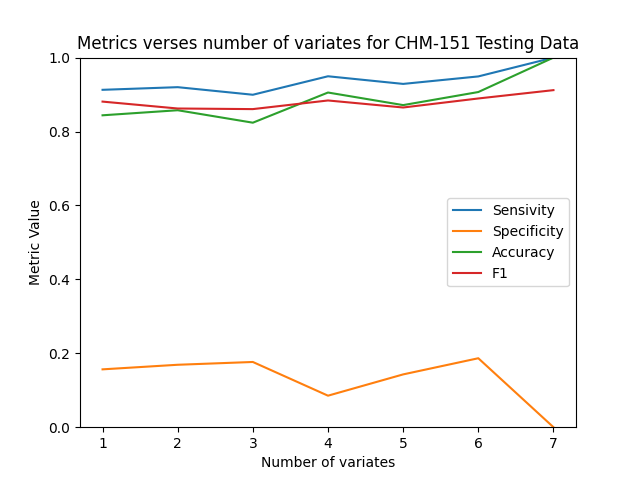 Metrics verses number of variates for CHM-151 Testing Data
1.0
0.8
0.6
0.4
0.2
0.0
Metric Value
Sensivity
Specificity
Accuracy
F1
1 2 3 4 5 6 7
Number of variates